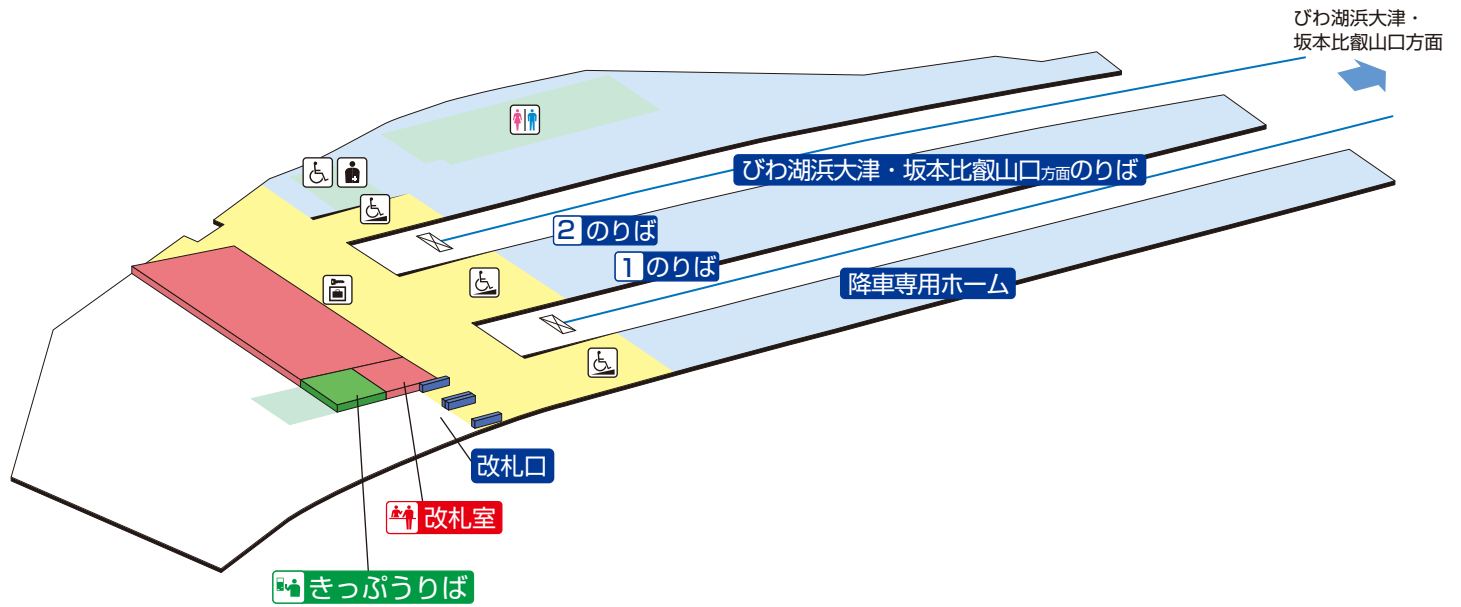 びわ湖浜大津・
坂本比叡山口方面
びわ湖浜大津・坂本比叡山口方面のりば
2 のりば
1 のりば
降車専用ホーム
改札口
改札室
きっぷうりば